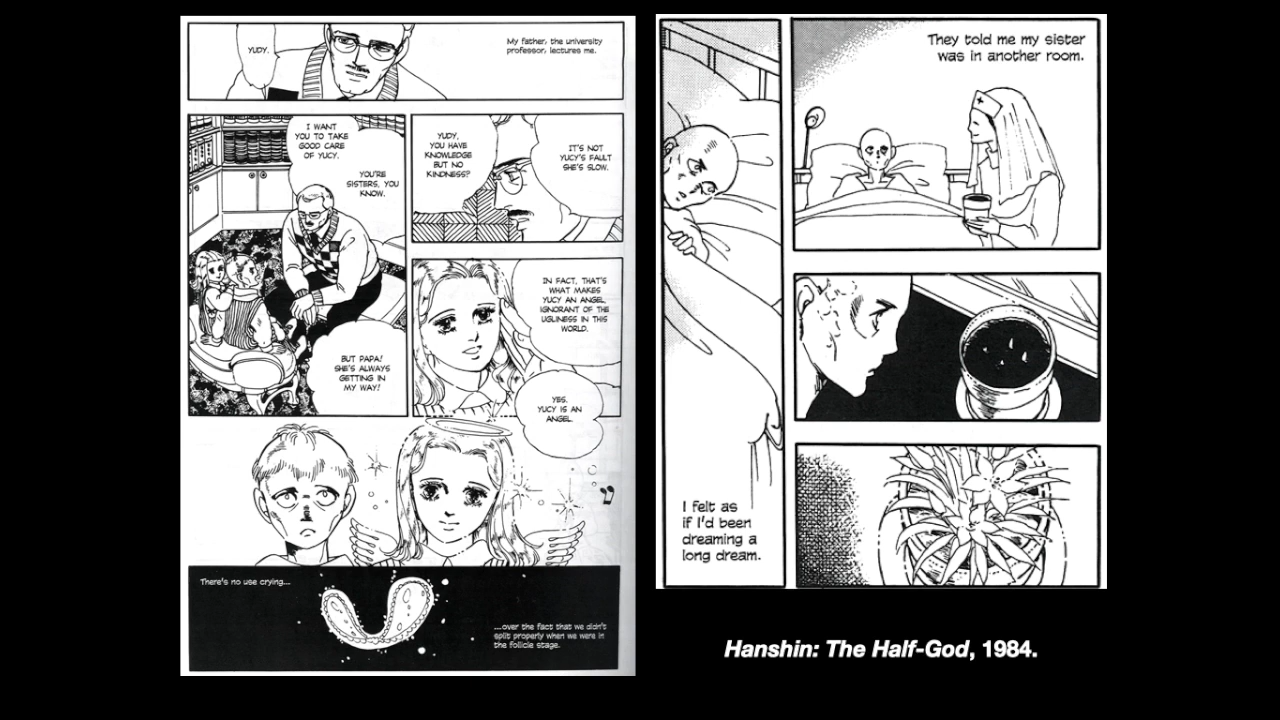 YUDY.
My father, the university
professor, lectures me.
I WANT
YOU TO TAKE
GOOD CARE
OF YUCY.
YOU'RE
SISTERS, YOU
KNOW.
BUT PAPA!
SHE'S ALWAYS
GETTING IN
MY WAY!
YUDY,
YOU HAVE
KNOWLEDGE
BUT NO
KINDNESS?
IT'S NOT
YUCY'S FAULT
SHE'S SLOW.
IN FACT, THAT'S
WHAT MAKES
YUCY AN ANGEL,
IGNORANT OF THE
UGLINESS IN THIS
WORLD.
YES.
YUCY IS AN
ANGEL.
There's no use crying...
...over the fact that we didn't
split properly when we were in
the follicle stage.
I felt as
if I'd been
dreaming a
long dream.
They told me my sister
was in another room.
Hanshin: The Half-God, 1984.